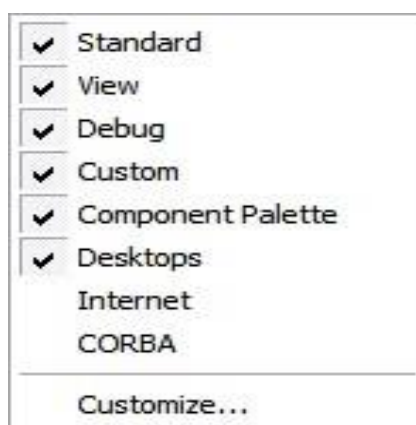 Standard
View
Debug
Custom
Component Palette
Desktops
Internet
CORBA
Customize...